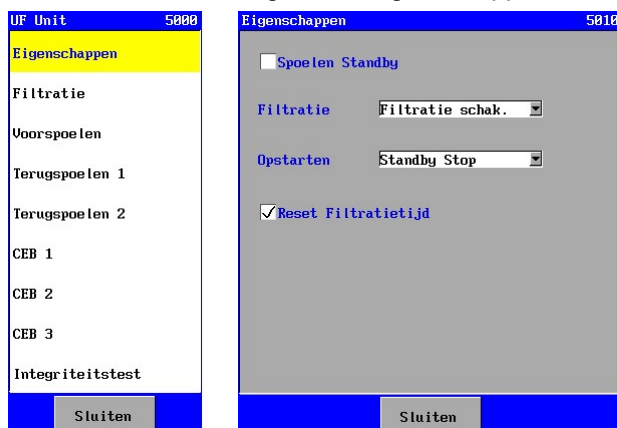 UF Unit 5000
Eigenschappen
Filtratie
Voorspoelen
Terugspoelen 1
Terugspoelen 2
CEB 1
CEB 2
CEB 3
Integriteitstest
Sluiten
Eigenschappen 5010
Spoelen Standby
Filtratie Filtratie schak.
Opstarten Standby Stop
Reset Filtratietijd
Sluiten